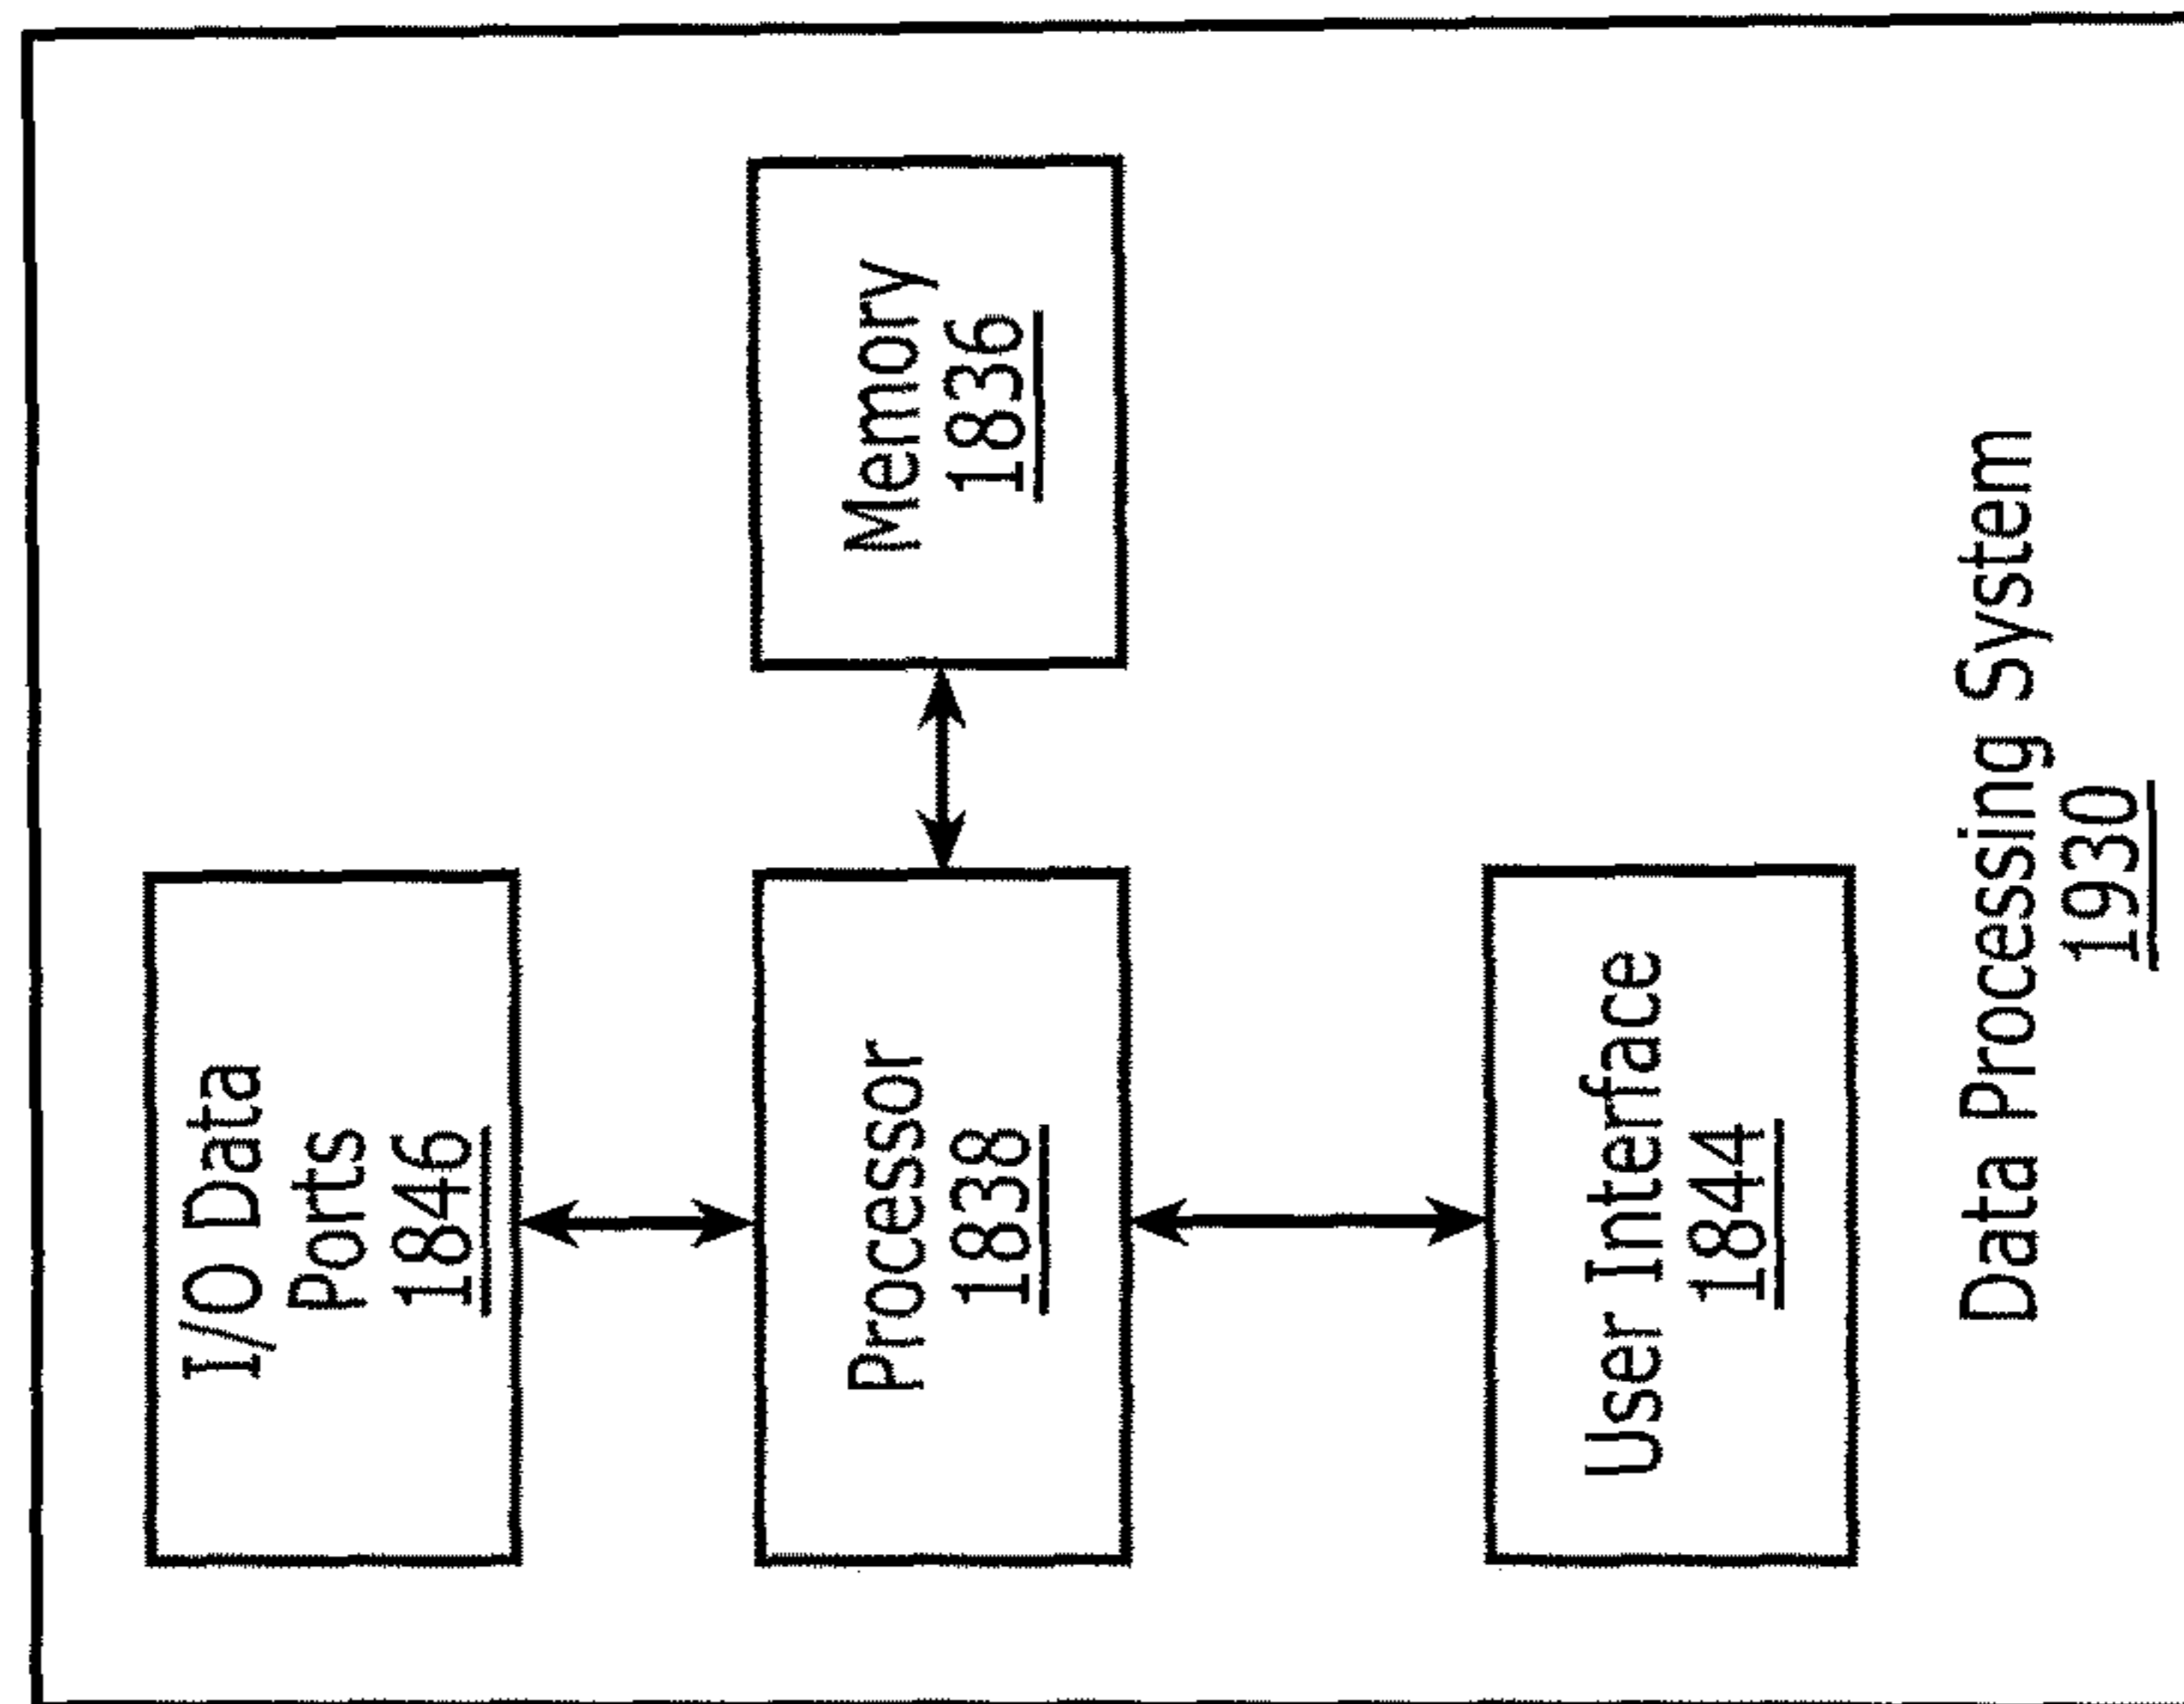 I/O Data
Ports
1846
Processor
1838
Memory
1836
User Interface
1844
Data Processing System
1930